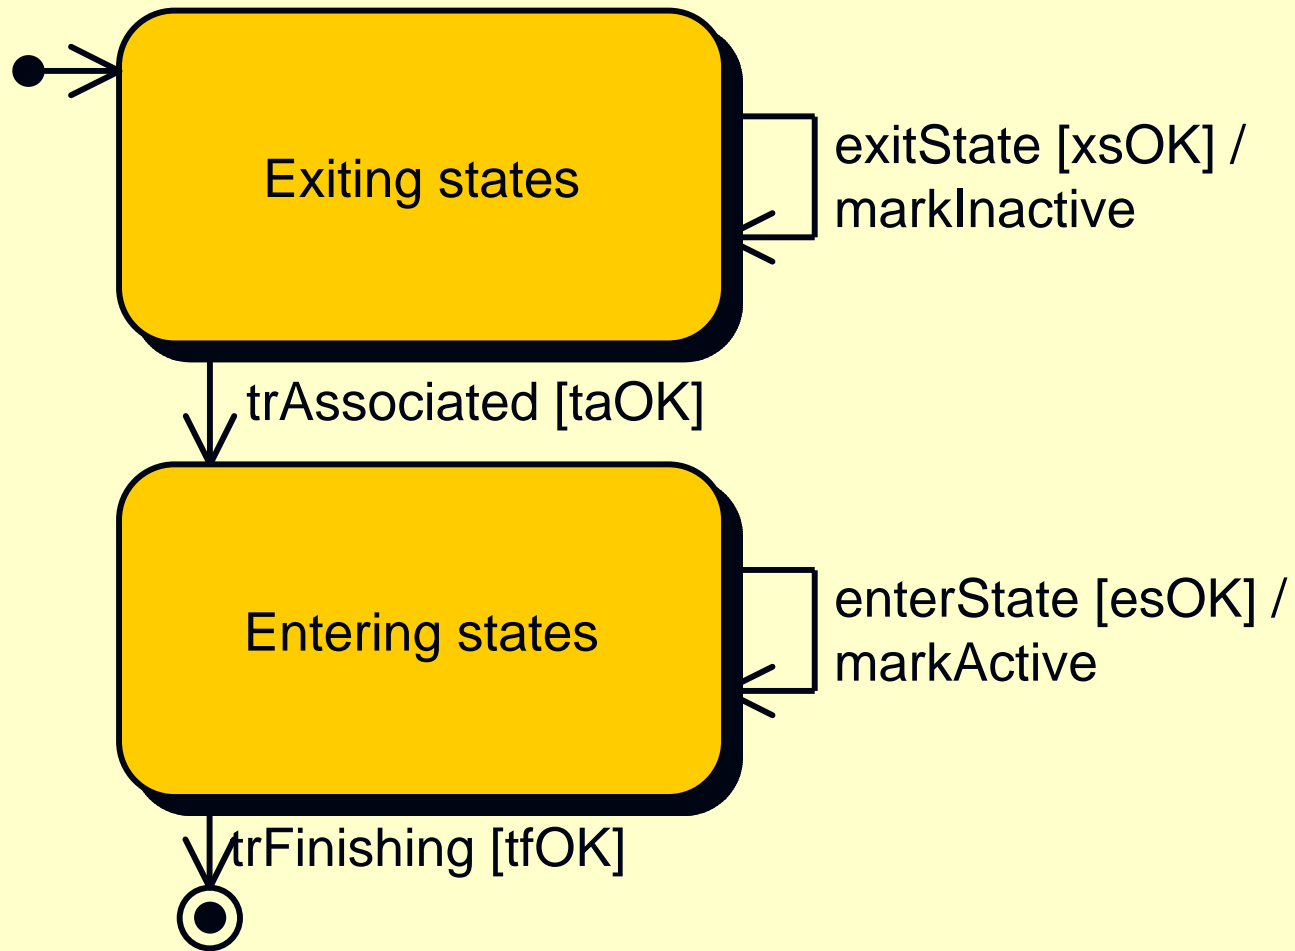 Exiting states
exitState [xsOK] /
markInactive
trAssociated [taOK]
Entering states
enterState [esOK] /
markActive
trFinishing [tfOK]